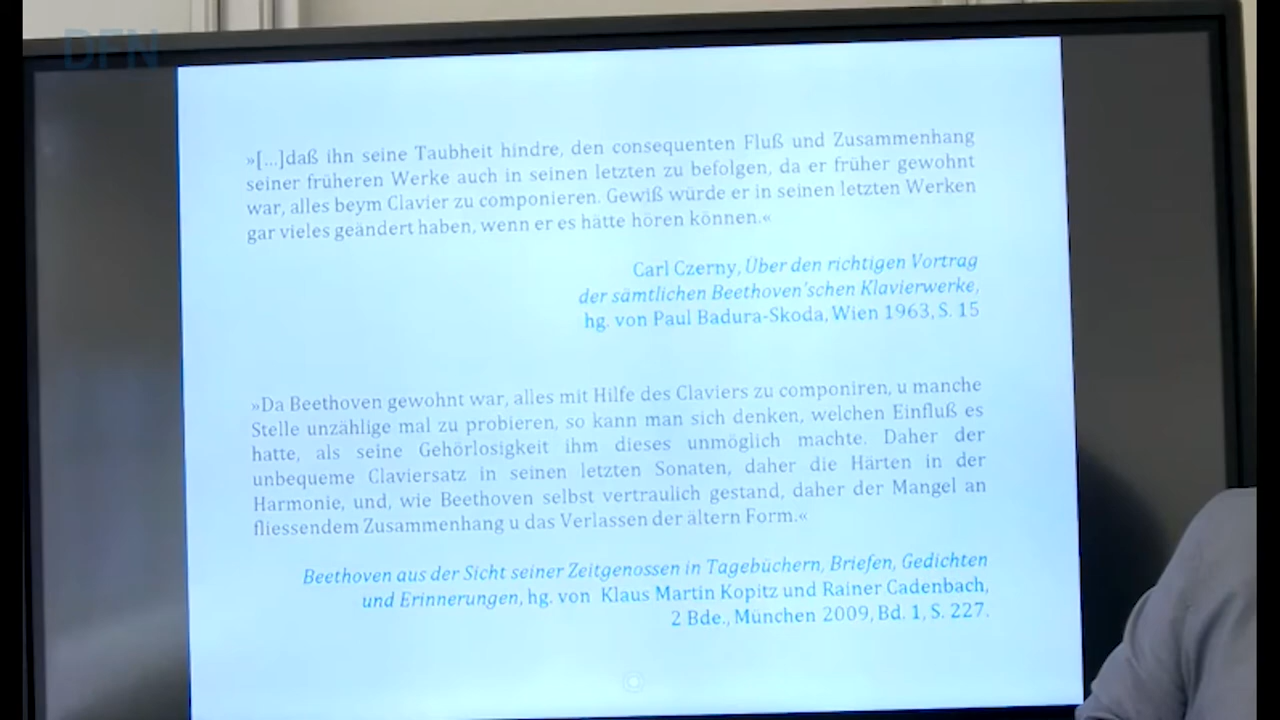 DFN
»[...]daß ihn seine Taubheit hindre, den consequenten Fluß und Zusammenhang
seiner früheren Werke auch in seinen letzten zu befolgen, da er früher gewohnt
war, alles beym Clavier zu componieren. Gewiß würde er in seinen letzten Werken
gar vieles geändert haben, wenn er es hätte hören können.«
Carl Czerny, Über den richtigen Vortrag
der sämtlichen Beethoven'schen Klavierwerke,
hg. von Paul Badura-Skoda, Wien 1963, S. 15
»Da Beethoven gewohnt war, alles mit Hilfe des Claviers zu componiren, u manche
Stelle unzählige mal zu probieren, so kann man sich denken, welchen Einfluß es
hatte, als seine Gehörlosigkeit ihm dieses unmöglich machte. Daher der
unbequeme Claviersatz in seinen letzten Sonaten, daher die Härten in der
Harmonie, und, wie Beethoven selbst vertraulich gestand, daher der Mangel an
fliessendem Zusammenhang u das Verlassen der ältern Form.«
Beethoven aus der Sicht seiner Zeitgenossen in Tagebüchern, Briefen, Gedichten
und Erinnerungen, hg. von Klaus Martin Kopitz und Rainer Cadenbach,
2 Bde., München 2009, Bd. 1, S. 227.